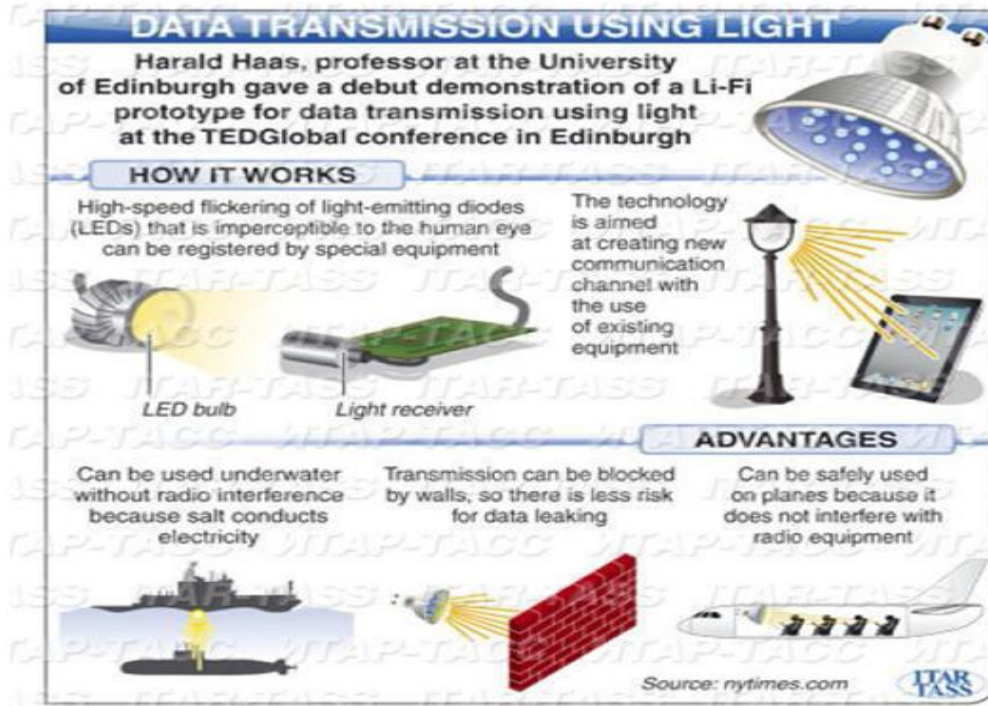 DATA TRANSMISSION USING LIGHT
Harald Haas, professor at the University
of Edinburgh gave a debut demonstration of a Li-Fi
prototype for data transmission using light
at the TEDGlobal conference in Edinburgh
HOW IT WORKS
High-speed flickering of light-emitting diodes
(LEDs) that is imperceptible to the human eye
can be registered by special equipment
LED bulb
Light receiver
The technology
is aimed
at creating new
communication
channel with
the use
of existing
equipment
ADVANTAGES
Can be used underwater
without radio interference
because salt conducts
electricity
Transmission can be blocked
by walls, so there is less risk
for data leaking
Can be safely used
on planes because it
does not interfere with
radio equipment
Source: nytimes.com
ITAR
TASS